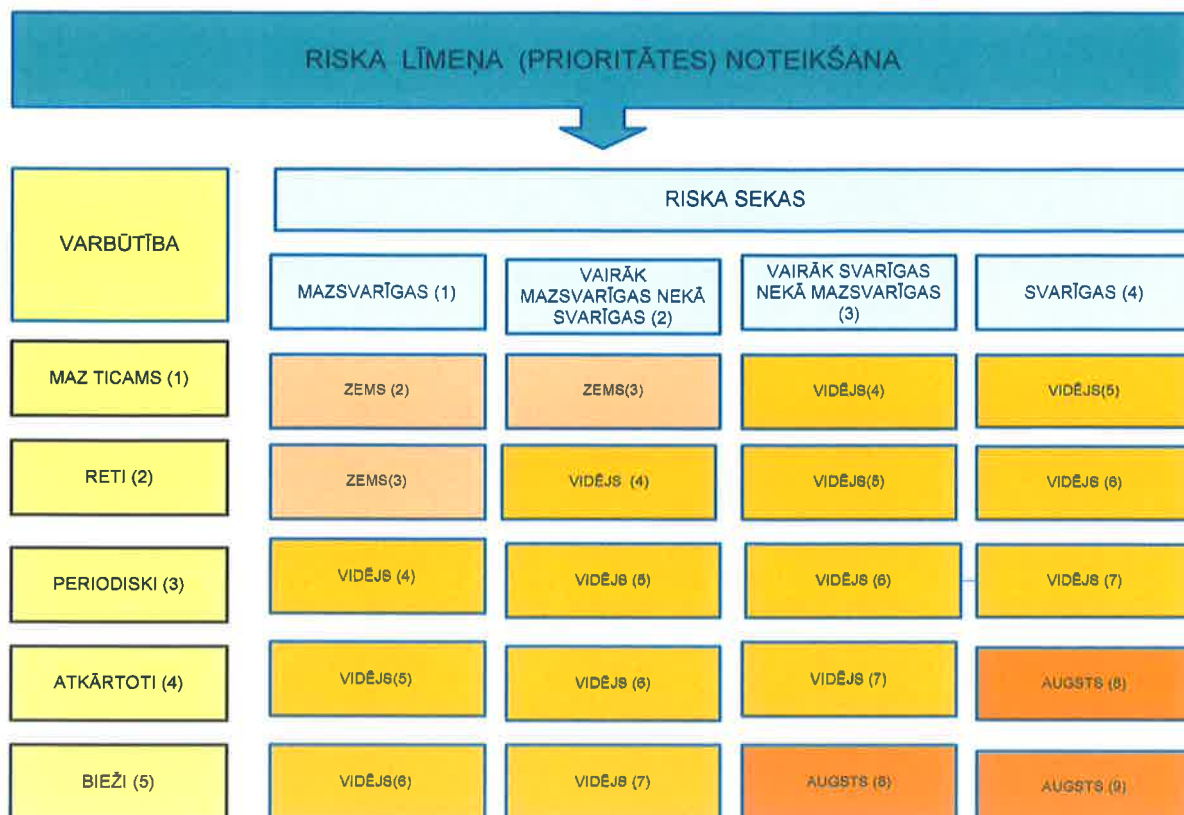 RISKA LĪMEŅA (PRIORITĀTES) NOTEIKŠANA
VARBŪTĪBA
RISKA SEKAS
MAZSVARĪGAS (1)
VAIRĀK
MAZSVARĪGAS NEKĀ
SVARĪGAS (2)
VAIRĀK SVARĪGAS
NEKĀ MAZSVARĪGAS
(3)
SVARĪGAS (4)
MAZ TICAMS (1)
ZEMS (2)
ZEMS(3)
VIDĒJS(4)
VIDĒJS(5)
RETI (2)
ZEMS(3)
VIDĒJS (4)
VIDĒJS(5)
VIDĒJS (6)
PERIODISKI (3)
VIDĒJS (4)
VIDĒJS (5)
VIDĒJS (6)
VIDĒJS (7)
ATKĀRTOTI (4)
VIDĒJS(5)
VIDĒJS (6)
VIDĒJS (7)
AUGSTS (8)
BIEŽI (5)
VIDĒJS(6)
VIDĒJS (7)
AUGSTS (8)
AUGSTS (9)